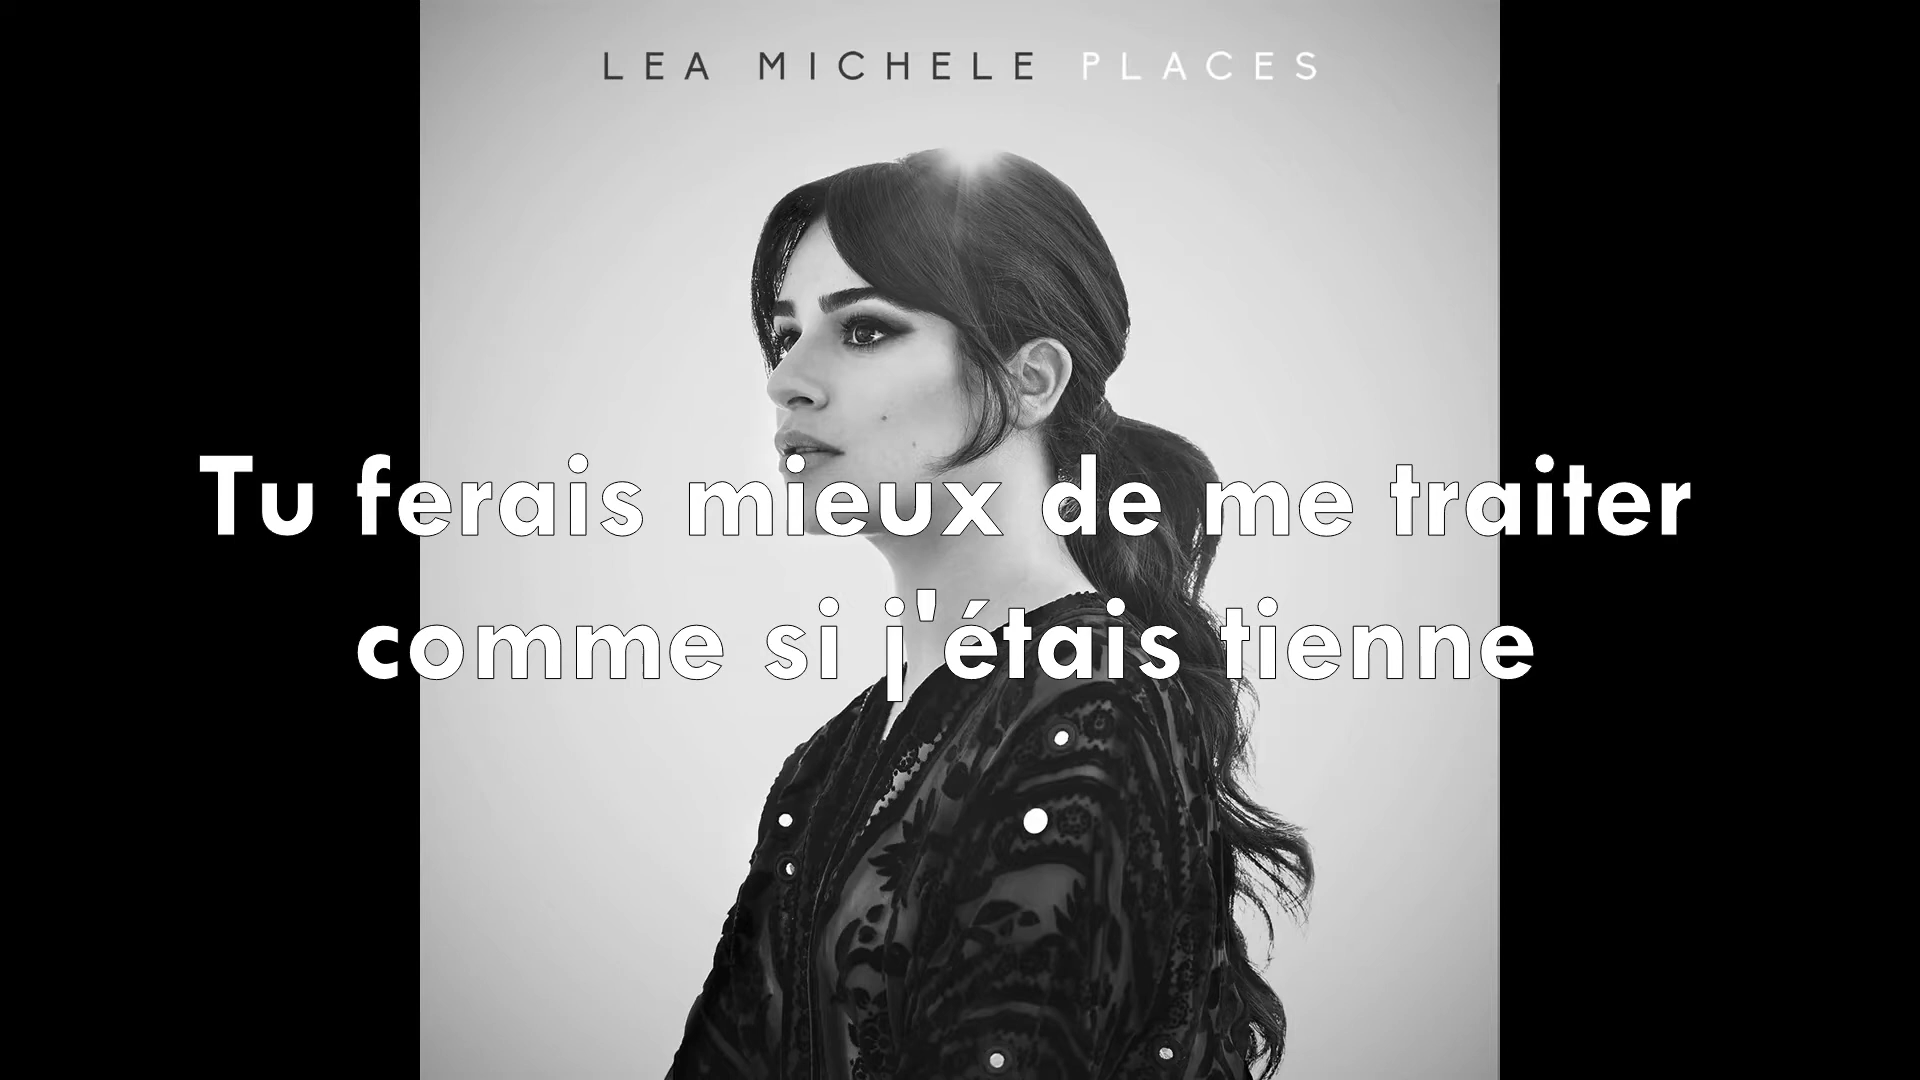 LEA MICHELE PLACES
Tu ferais mieux de me traiter
comme si j'étais tienne